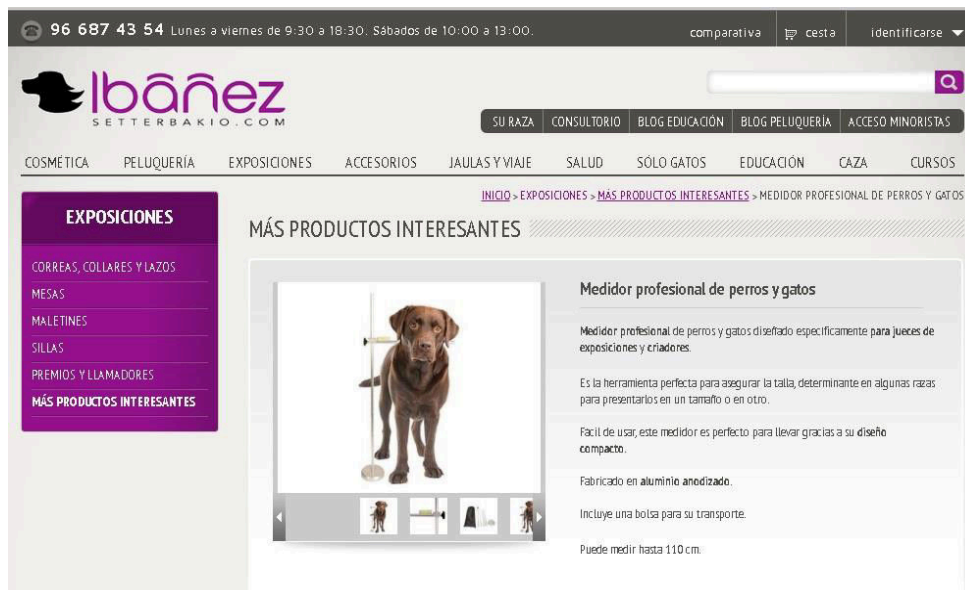 96 687 43 54 Lunes a viernes de 9:30 a 18:30. Sábados de 10:00 a 13:00.
comparativa cesta identificarse
Ibáñez
SETTERBAKIO.COM
SU RAZA CONSULTORIO BLOG EDUCACIÓN BLOG PELUQUERÍA ACCESO MINORISTAS
COSMÉTICA PELUQUERÍA EXPOSICIONES ACCESORIOS JAULAS Y VIAJE SALUD SÓLO GATOS EDUCACIÓN CAZA CURSOS
INICIO > EXPOSICIONES > MÁS PRODUCTOS INTERESANTES > MEDIDOR PROFESIONAL DE PERROS Y GATOS
EXPOSICIONES
CORREAS, COLLARES Y LAZOS
MESAS
MALETINES
SILLAS
PREMIOS Y LLAMADORES
MÁS PRODUCTOS INTERESANTES
MÁS PRODUCTOS INTERESANTES
Medidor profesional de perros y gatos
Medidor profesional de perros y gatos diseñado especificamente para jueces de
exposiciones y criadores.
Es la herramienta perfecta para asegurar la talla, determinante en algunas razas
para presentarlos en un tamaño o en otro.
Facil de usar, este medidor es perfecto para llevar gracias a su diseño
compacto.
Fabricado en aluminio anodizado.
Incluye una bolsa para su transporte.
Puede medir hasta 110 cm.